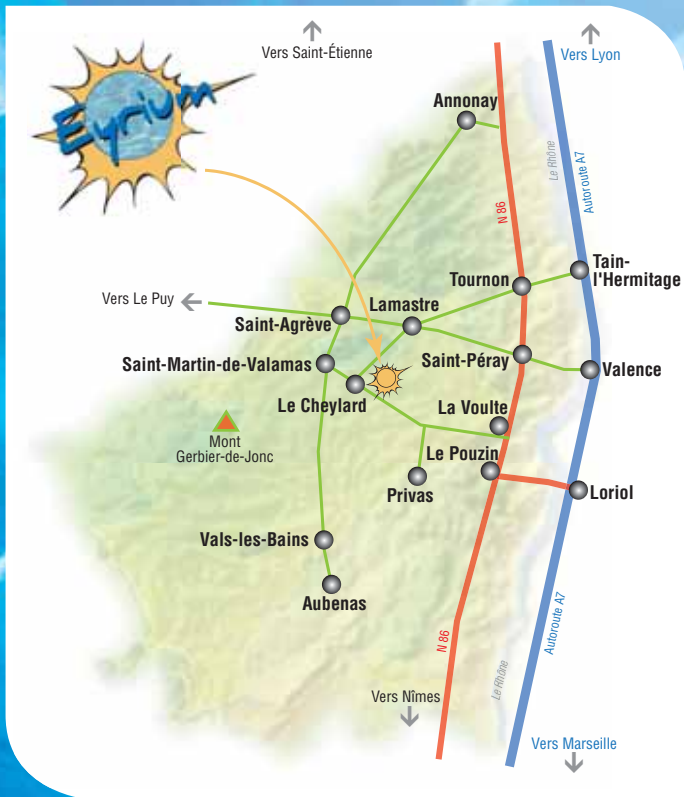 Vers Saint-Étienne
Vers Lyon
Eyrium
Annonay
Le Rhône
Autoroute A7
N 86
Tain-
l'Hermitage
Tournon
Vers Le Puy
Lamastre
Saint-Agrève
Saint-Martin-de-Valamas
Saint-Péray
Valence
Le Cheylard
La Voulte
Mont
Gerbier-de-Jonc
Le Pouzin
Privas
Loriol
Vals-les-Bains
Aubenas
Autoroute A7
N 86
Le Rhône
Vers Nîmes
Vers Marseille